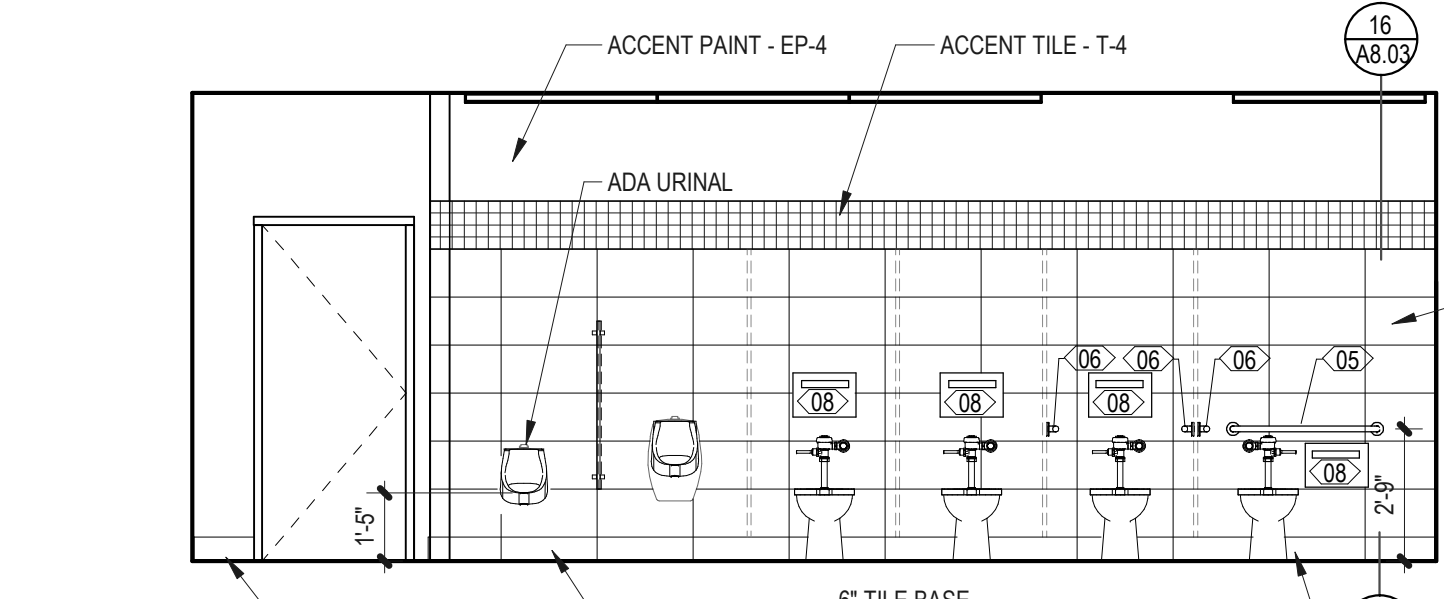 16
A8.03
ACCENT PAINT - EP-4
ACCENT TILE - T-4
ADA URINAL
06
06
06
05
08
08
08
08
1'-5"
2'-9"
6" TILE BASE